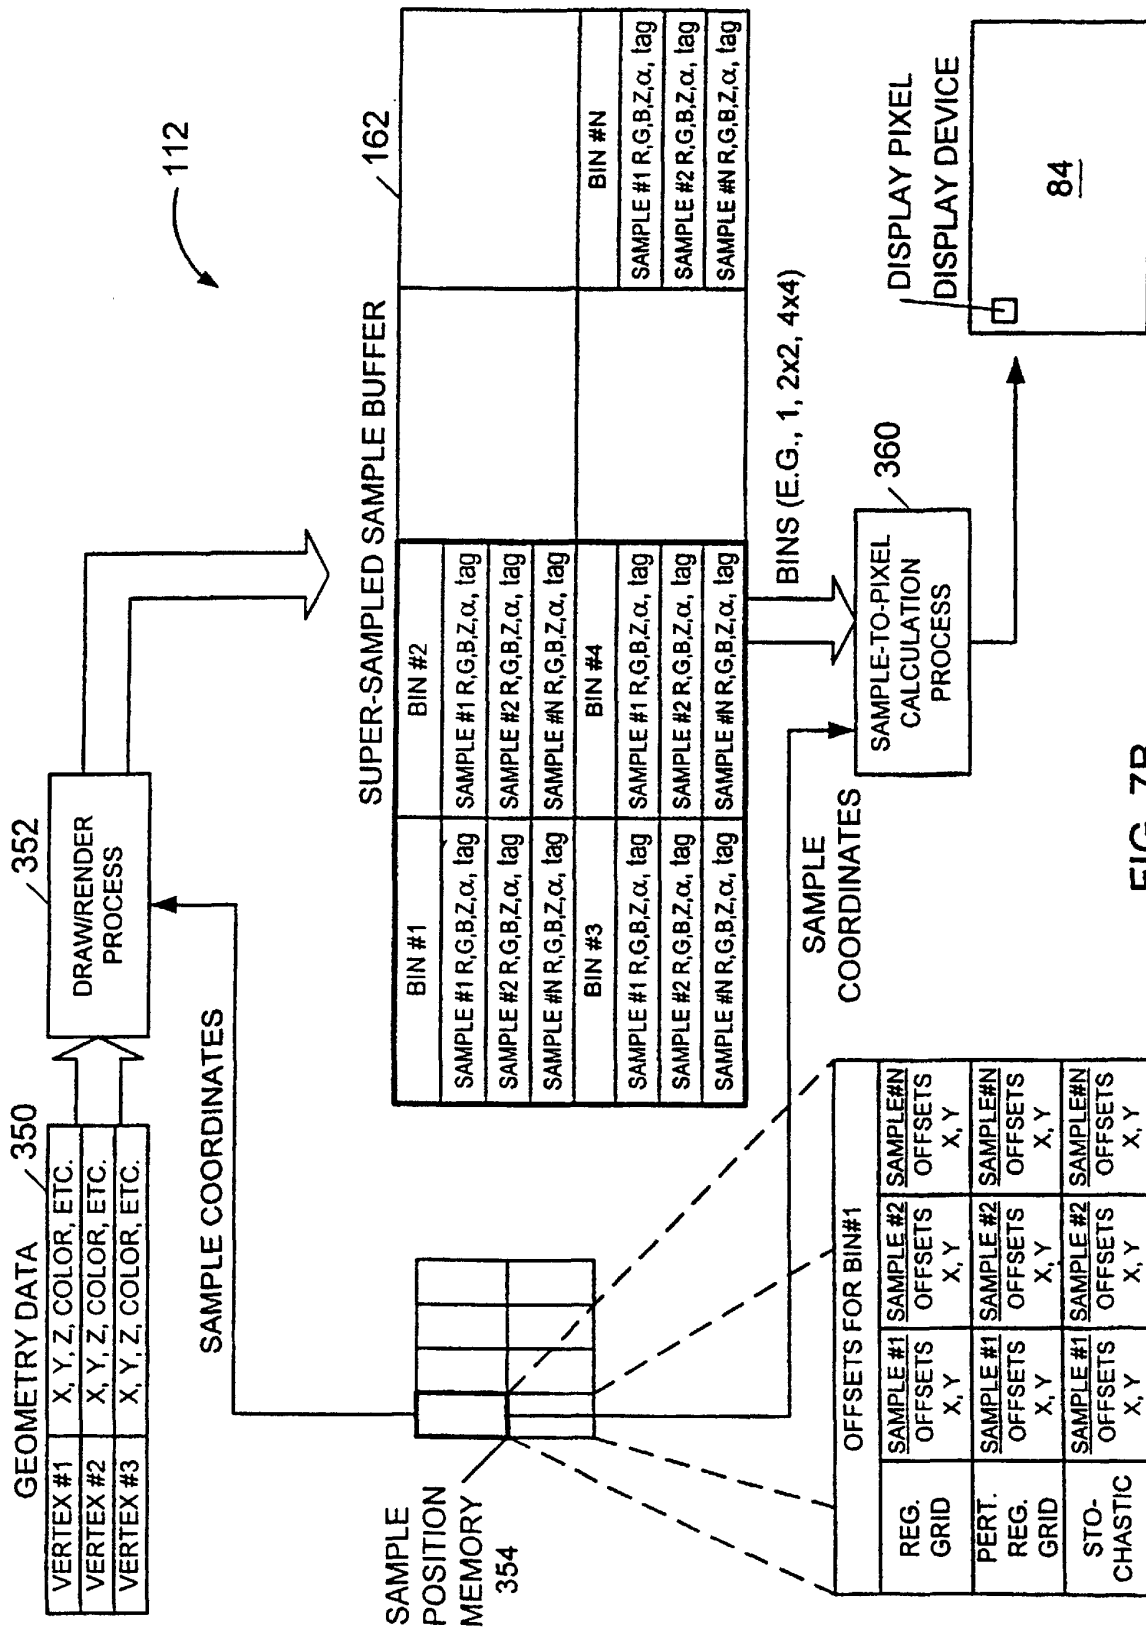 112
GEOMETRY DATA
350
VERTEX #1 X, Y, Z, COLOR, ETC.
VERTEX #2 X, Y, Z, COLOR, ETC.
VERTEX #3 X, Y, Z, COLOR, ETC.
352
DRAW/RENDER
PROCESS
SAMPLE COORDINATES
SAMPLE
POSITION
MEMORY
354
SUPER-SAMPLED SAMPLE BUFFER
162
BIN #1
SAMPLE #1 R,G,B,Z,α, tag
SAMPLE #2 R,G,B,Z,α, tag
SAMPLE #N R,G,B,Z,α, tag
BIN #2
SAMPLE #1 R,G,B,Z,α, tag
SAMPLE #2 R,G,B,Z,α, tag
SAMPLE #N R,G,B,Z,α, tag
BIN #3
SAMPLE #1 R,G,B,Z,α, tag
SAMPLE #2 R,G,B,Z,α, tag
SAMPLE #N R,G,B,Z,α, tag
BIN #4
SAMPLE #1 R,G,B,Z,α, tag
SAMPLE #2 R,G,B,Z,α, tag
SAMPLE #N R,G,B,Z,α, tag
BIN #N
SAMPLE #1 R,G,B,Z,α, tag
SAMPLE #2 R,G,B,Z,α, tag
SAMPLE #N R,G,B,Z,α, tag
BINS (E.G., 1, 2x2, 4x4)
SAMPLE
COORDINATES
360
SAMPLE-TO-PIXEL
CALCULATION
PROCESS
DISPLAY PIXEL
DISPLAY DEVICE
84
OFFSETS FOR BIN#1
REG.
GRID
SAMPLE #1
OFFSETS
X, Y
SAMPLE #2
OFFSETS
X, Y
SAMPLE#N
OFFSETS
X, Y
PERT.
REG.
GRID
SAMPLE #1
OFFSETS
X, Y
SAMPLE #2
OFFSETS
X, Y
SAMPLE#N
OFFSETS
X, Y
STO-
CHASTIC
SAMPLE #1
OFFSETS
X, Y
SAMPLE #2
OFFSETS
X, Y
SAMPLE#N
OFFSETS
X, Y
FIG. 7B